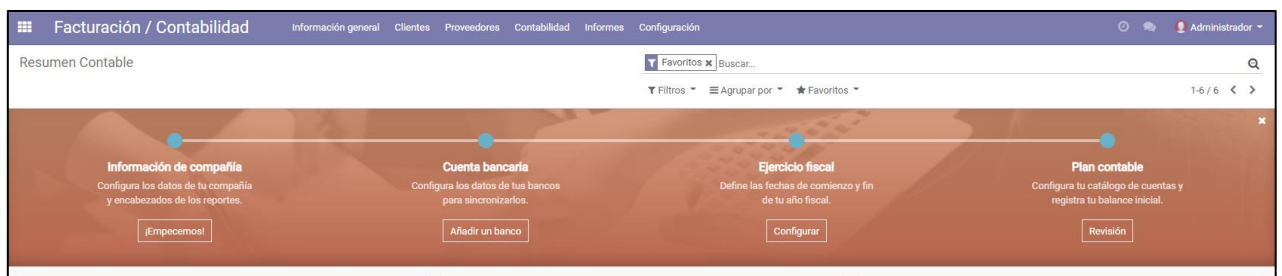 Facturación / Contabilidad Información general Clientes Proveedores Contabilidad Informes Configuración Administrador
Resumen Contable Favoritos Buscar...
Filtros Agrupar por Favoritos 1-6 / 6
Información de compañía Cuenta bancaria Ejercicio fiscal Plan contable
Configura los datos de tu compañía Configura los datos de tus bancos Define las fechas de comienzo y fin Configura tu catálogo de cuentas y
y encabezados de los reportes. para sincronizarlos. de tu año fiscal. registra tu balance inicial.
¡Empecemos! Añadir un banco Configurar Revisión